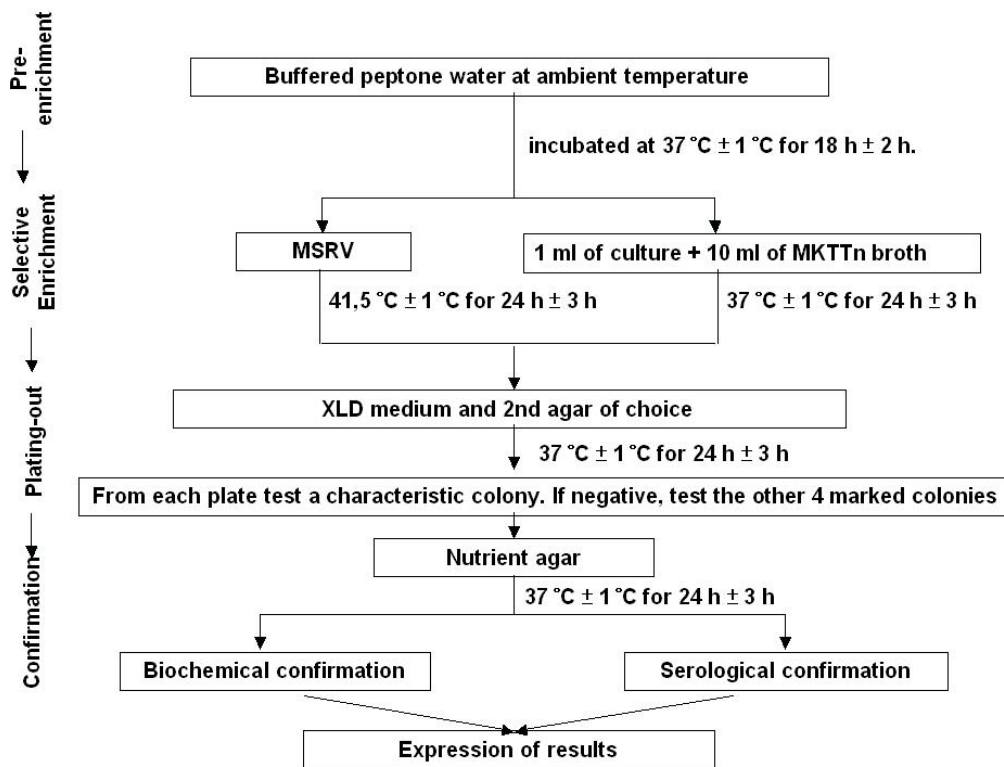 Pre-
enrichment
Selective
Enrichment
Plating-out
Confirmation
Buffered peptone water at ambient temperature
incubated at 37 °C ± 1 °C for 18 h ± 2 h.
MSRV
1 ml of culture + 10 ml of MKTTn broth
41,5 °C ± 1 °C for 24 h ± 3 h
37 °C ± 1 °C for 24 h ± 3 h
XLD medium and 2nd agar of choice
37 °C ± 1 °C for 24 h ± 3 h
From each plate test a characteristic colony. If negative, test the other 4 marked colonies
Nutrient agar
37 °C ± 1 °C for 24 h ± 3 h
Biochemical confirmation
Serological confirmation
Expression of results